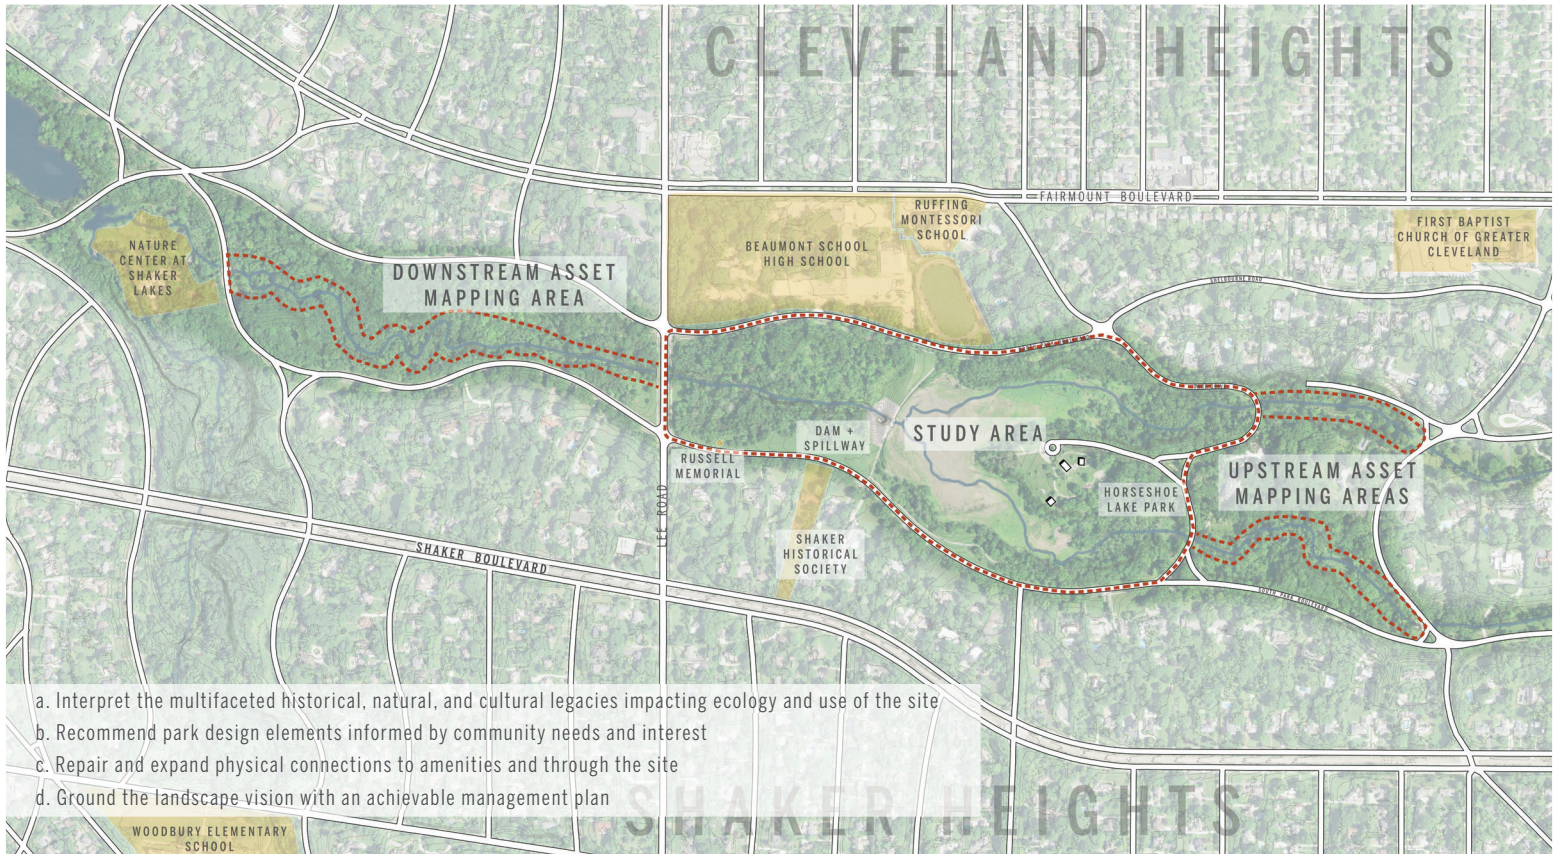 CLEVELAND HEIGHTS
FAIRMOUNT BOULEVARD
RUFFING
MONTESSORI
SCHOOL
BEAUMONT SCHOOL
HIGH SCHOOL
FIRST BAPTIST
CHURCH OF GREATER
CLEVELAND
NATURE
CENTER AT
SHAKER
LAKES
DOWNSTREAM ASSET
MAPPING AREA
SHELBOURNE ROAD
DAM +
SPILLWAY
STUDY AREA
RUSSELL
MEMORIAL
UPSTREAM ASSET
MAPPING AREAS
HORSESHOE
LAKE PARK
LEE ROAD
SHAKER
HISTORICAL
SOCIETY
SHAKER BOULEVARD
SOUTH PARK BOULEVARD
a. Interpret the multifaceted historical, natural, and cultural legacies impacting ecology and use of the site
b. Recommend park design elements informed by community needs and interest
c. Repair and expand physical connections to amenities and through the site
d. Ground the landscape vision with an achievable management plan
SHAKER HEIGHTS
WOODBURY ELEMENTARY
SCHOOL